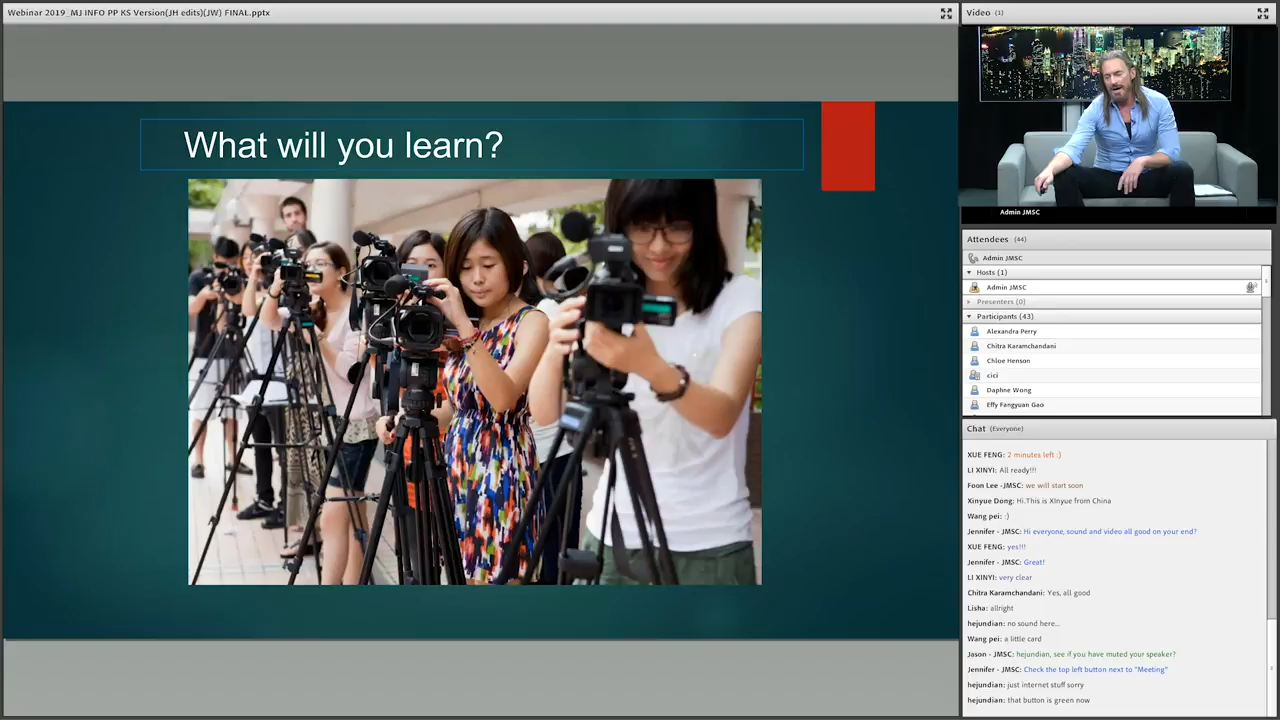 Webinar 2019_MJ INFO PP KS Version(JH edits)(JW) FINAL.pptx
What will you learn?
Video (1)
Admin JMSC
Attendees (44)
Admin JMSC
Hosts (1)
Admin JMSC
Presenters (0)
Participants (43)
Alexandra Perry
Chitra Karamchandani
Chloe Henson
cici
Daphne Wong
Effy Fangyuan Gao
Chat (Everyone)
XUE FENG: 2 minutes left :)
LI XINYI: All ready!!!
Foon Lee -JMSC: we will start soon
Xinyue Dong: Hi.This is XInyue from China
Wang pei: :)
Jennifer - JMSC: Hi everyone, sound and video all good on your end?
XUE FENG: yes!!!
Jennifer - JMSC: Great!
LI XINYI: very clear
Chitra Karamchandani: Yes, all good
Lisha: allright
hejundian: no sound here...
Wang pei: a little card
Jason - JMSC: hejundian, see if you have muted your speaker?
Jennifer - JMSC: Check the top left button next to "Meeting"
hejundian: just internet stuff sorry
hejundian: that button is green now